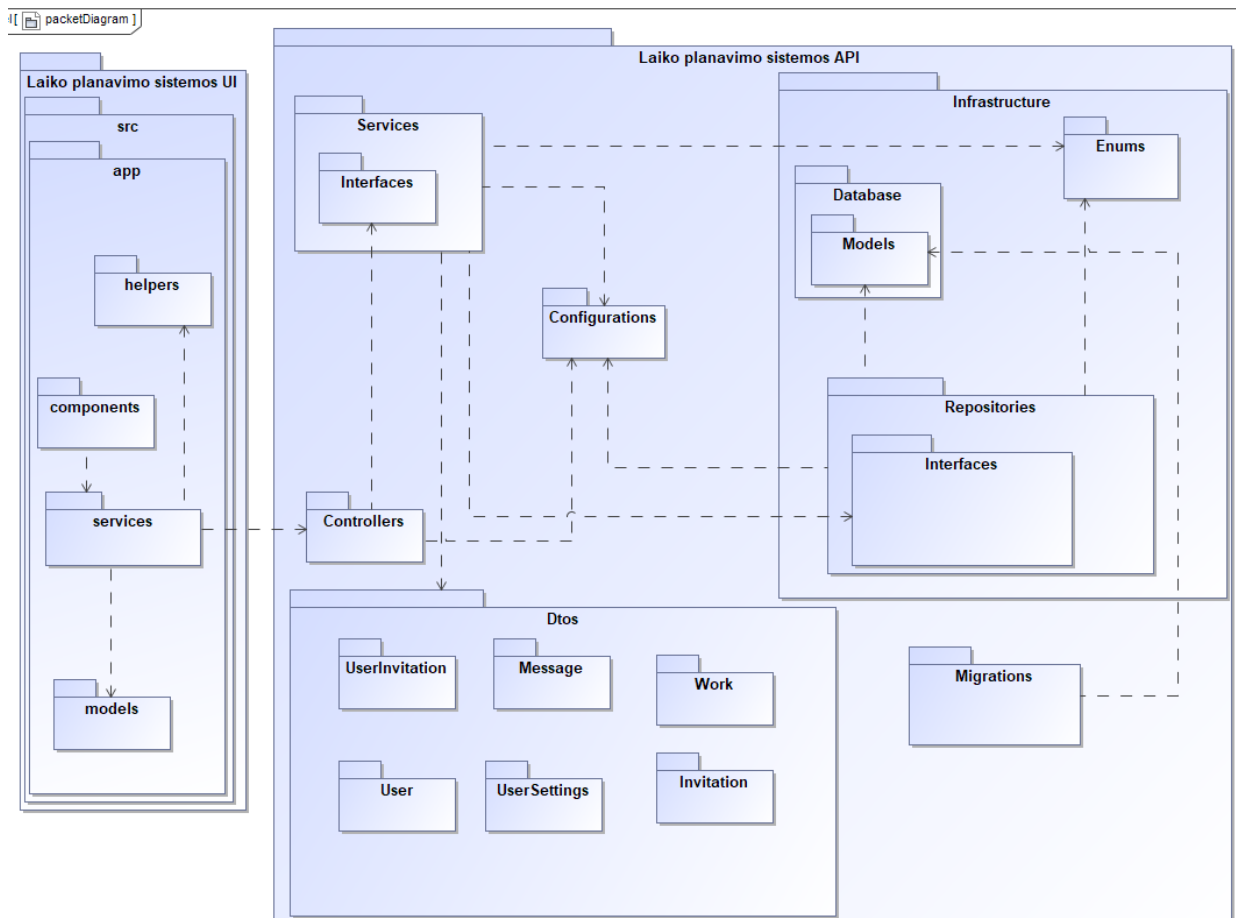 [ packetDiagram ]
Laiko planavimo sistemos UI
src
app
helpers
components
services
models
Laiko planavimo sistemos API
Services
Interfaces
Configurations
Controllers
Infrastructure
Enums
Database
Models
Repositories
Interfaces
Dtos
UserInvitation
Message
Work
User
UserSettings
Invitation
Migrations